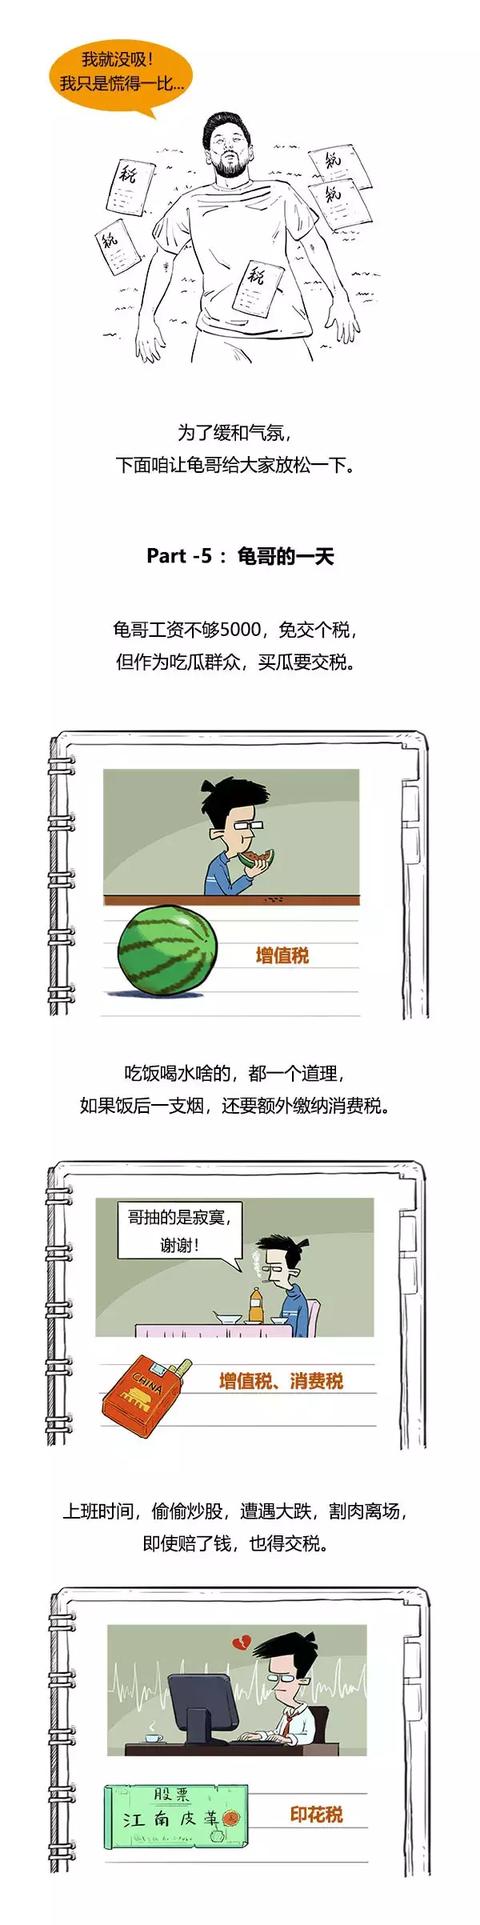 我就没吸！
我只是慌得一比...
税
税
税
税
税
为了缓和气氛，
下面咱让龟哥给大家放松一下。
Part -5 ：龟哥的一天
龟哥工资不够5000，免交个税，
但作为吃瓜群众，买瓜要交税。
增值税
吃饭喝水啥的，都一个道理，
如果饭后一支烟，还要额外缴纳消费税。
哥抽的是寂寞，
谢谢！
CHINA
增值税、消费税
上班时间，偷偷炒股，遭遇大跌，割肉离场，
即使赔了钱，也得交税。
股票
江南皮革
印花税